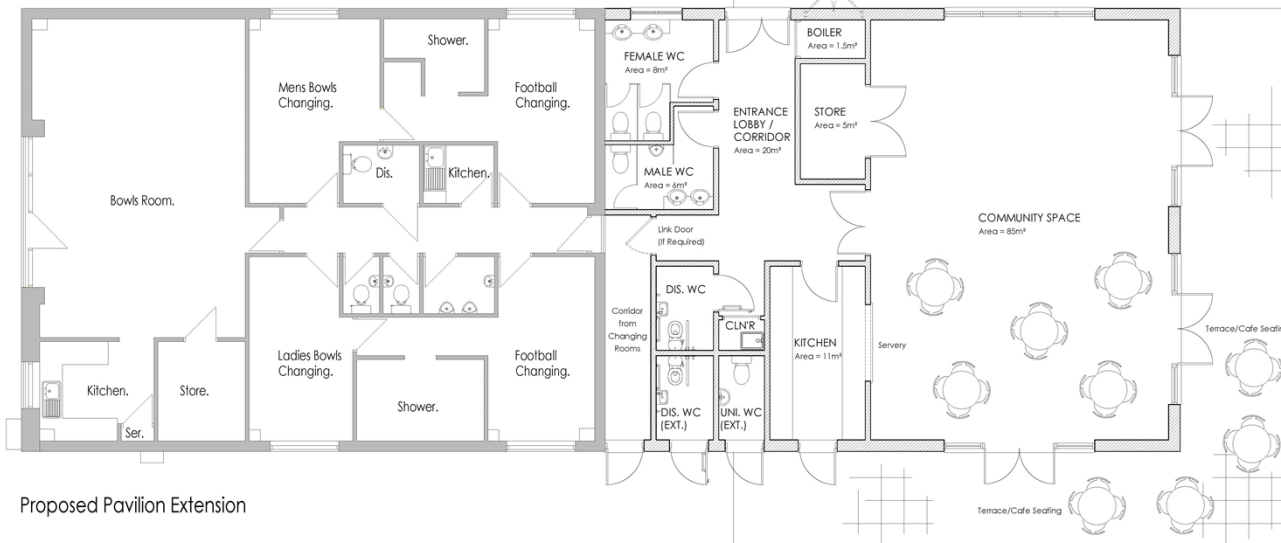 Shower.
BOILER
Area = 1.5m²
Mens Bowls
Changing.
Football
Changing.
FEMALE WC
Area = 8m²
ENTRANCE
LOBBY /
CORRIDOR
Area = 20m²
STORE
Area = 5m²
Dis.
Kitchen.
MALE WC
Area = 6m²
Bowls Room.
Link Door
(If Required)
COMMUNITY SPACE
Area = 85m²
DIS. WC
Corridor
from
Changing
Rooms
CLN'R
KITCHEN
Area = 11m²
Servery
Terrace/Cafe Seating
Ladies Bowls
Changing.
Football
Changing.
Kitchen.
Store.
Shower.
Ser.
DIS. WC
(EXT.)
UNI. WC
(EXT.)
Proposed Pavilion Extension
Terrace/Cafe Seating